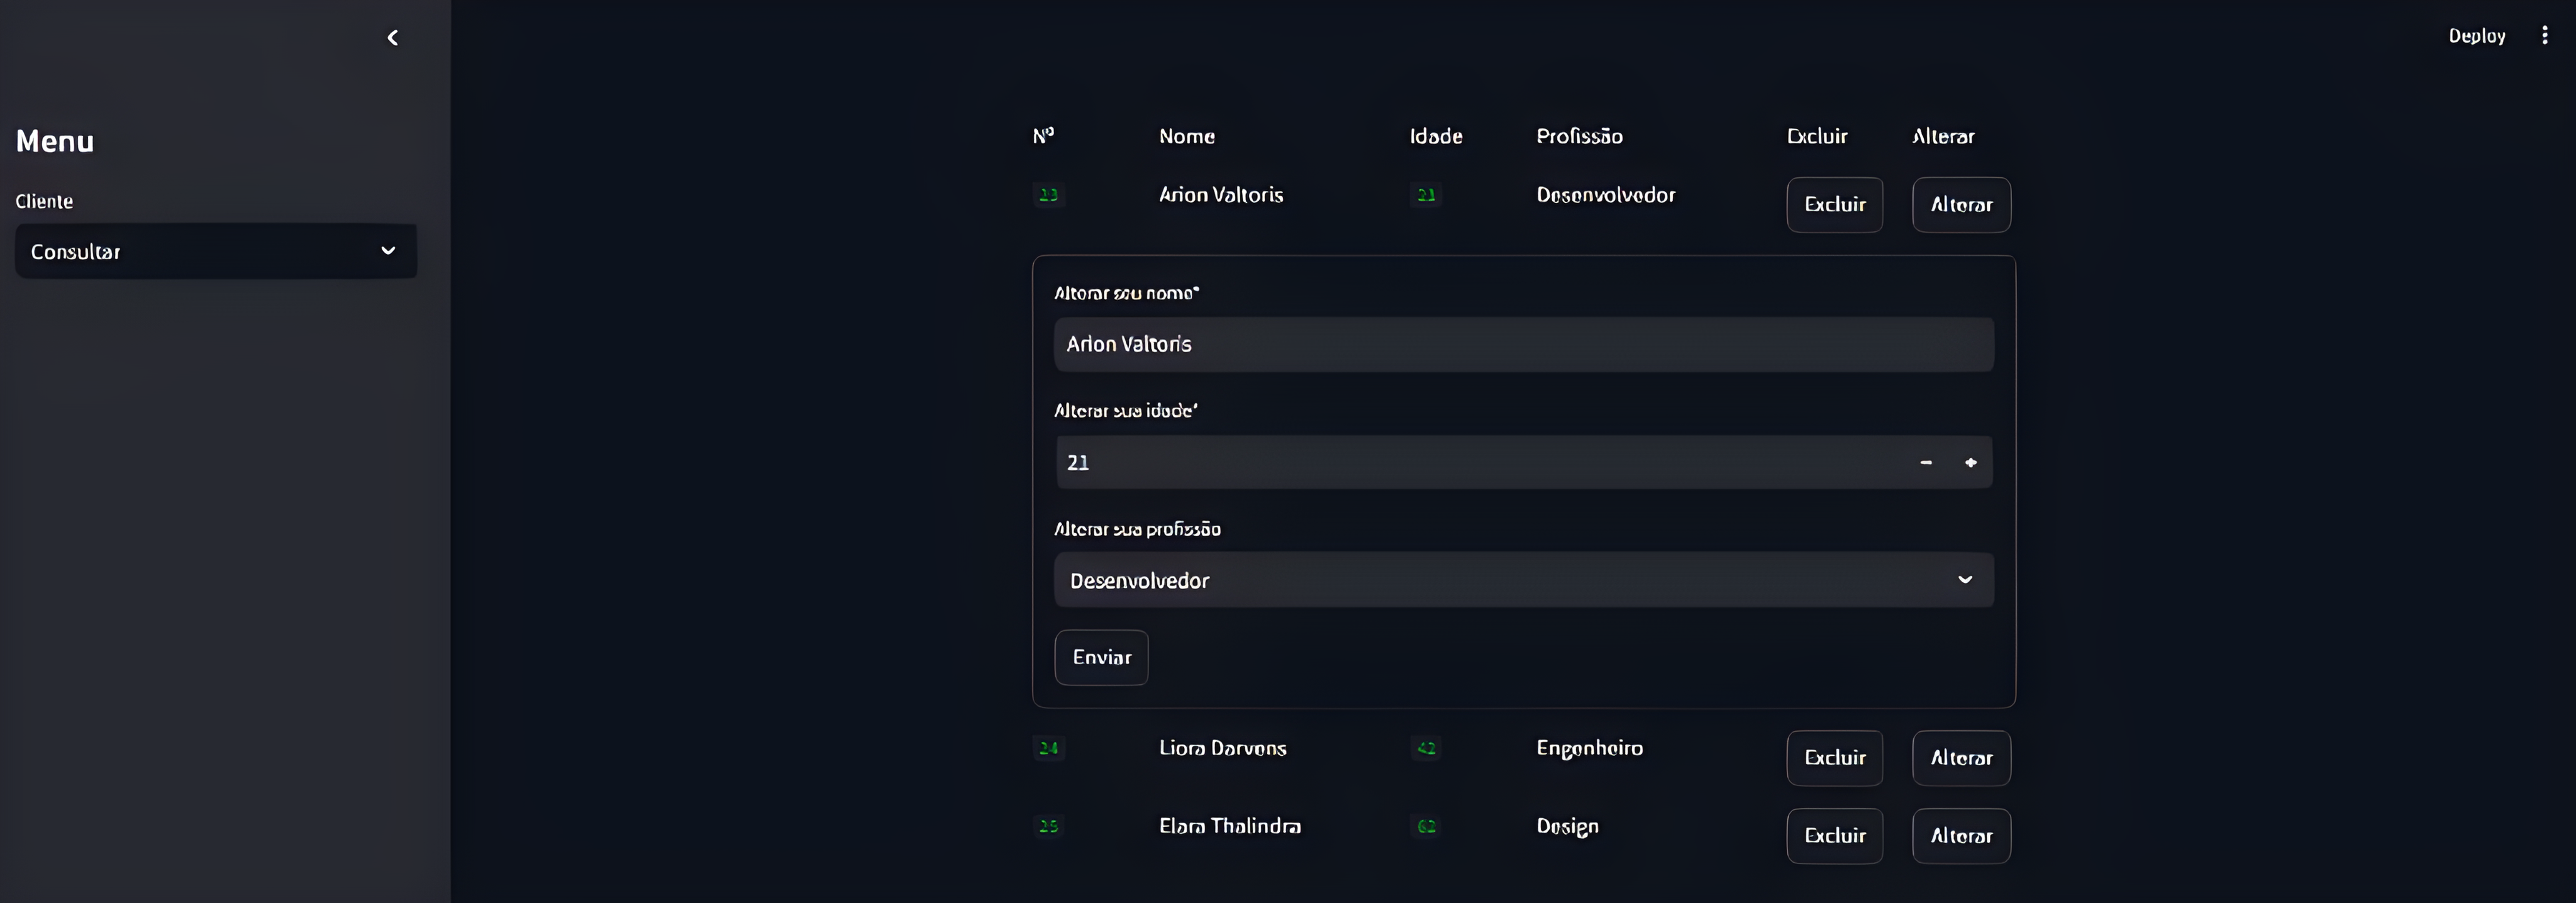 Deploy
Menu
Cliente
Consultar
Nº Nome Idade Profissão Excluir Alterar
23 Arion Valtoris 21 Desenvolvedor Excluir Alterar
Alterar seu nome*
Arion Valtoris
Alterar sua idade*
21
Alterar sua profissão
Desenvolvedor
Enviar
24 Liora Darvens 42 Engenheiro Excluir Alterar
25 Elara Thalindra 62 Design Excluir Alterar